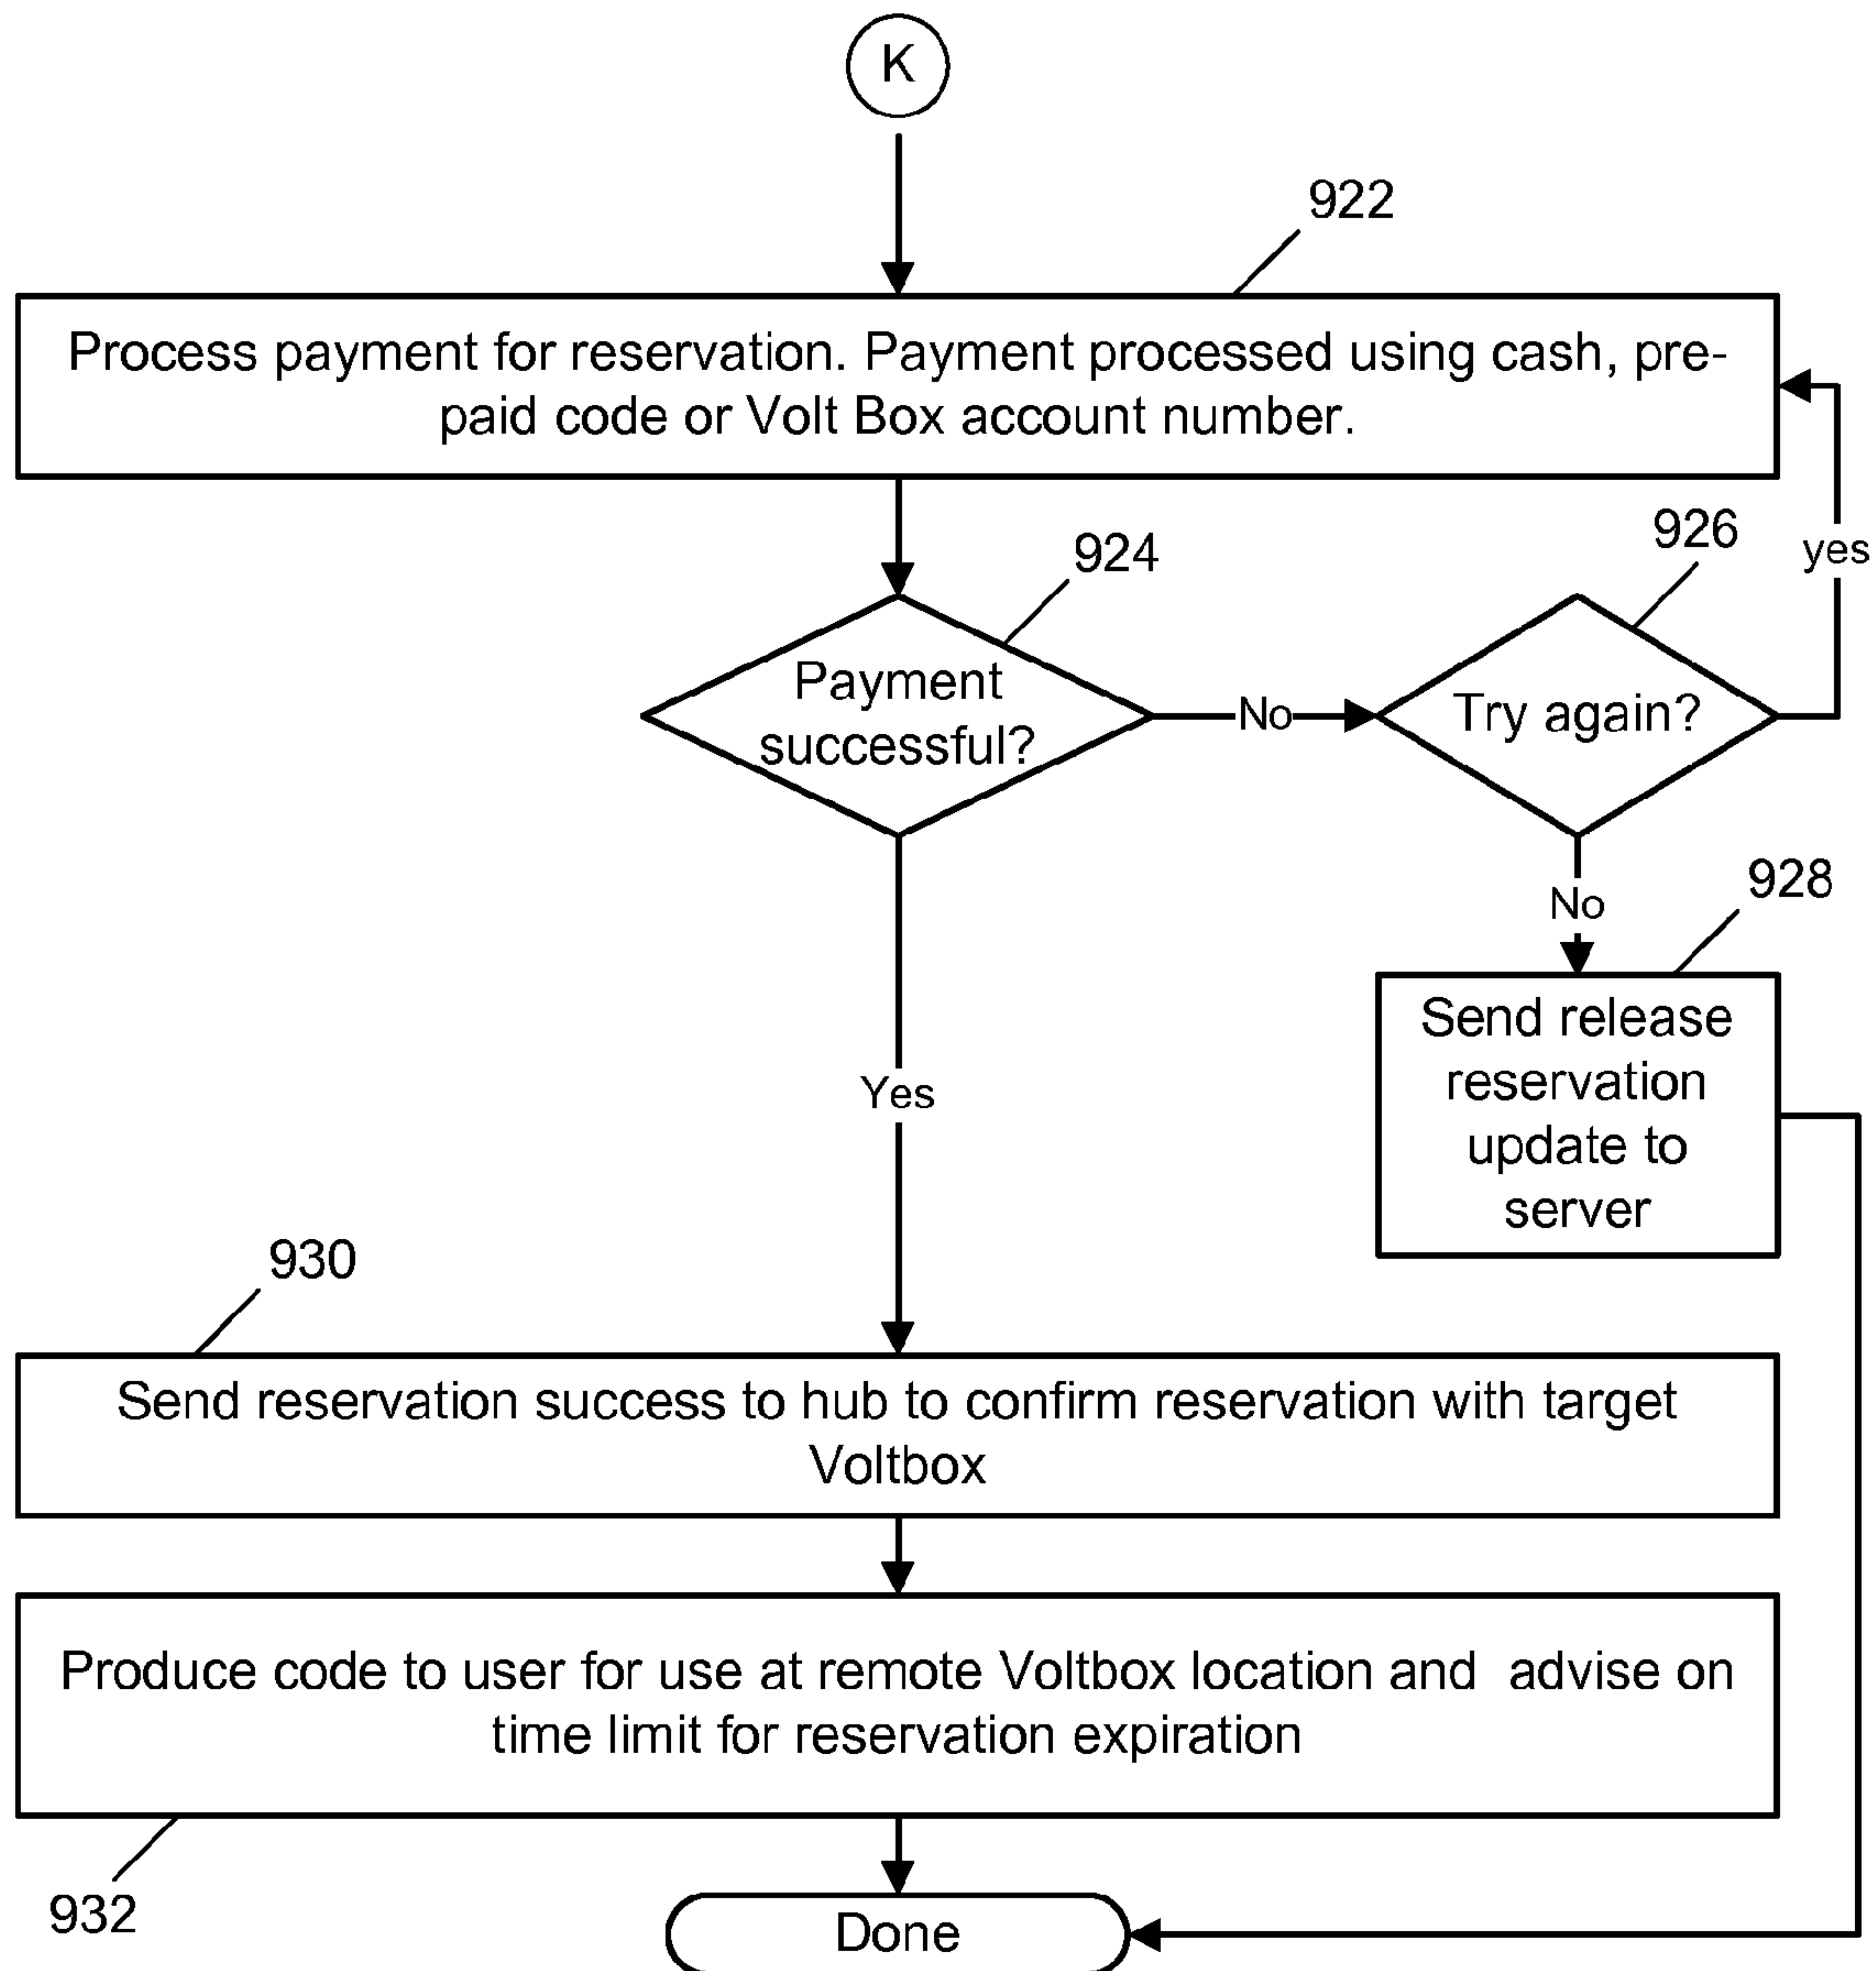 K
922
Process payment for reservation. Payment processed using cash, pre-
paid code or Volt Box account number.
924
926
yes
Payment
successful?
No
Try again?
No
928
Send release
reservation
update to
server
Yes
930
Send reservation success to hub to confirm reservation with target
Voltbox
Produce code to user for use at remote Voltbox location and  advise on
time limit for reservation expiration
932
Done